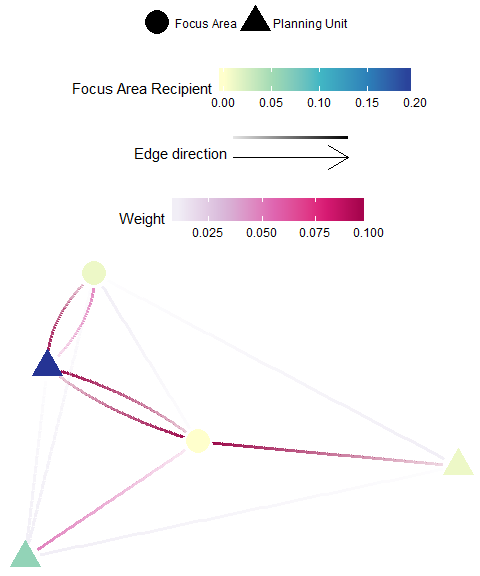 Focus Area Planning Unit
Focus Area Recipient
0.00 0.05 0.10 0.15 0.20
Edge direction
Weight
0.025 0.050 0.075 0.100